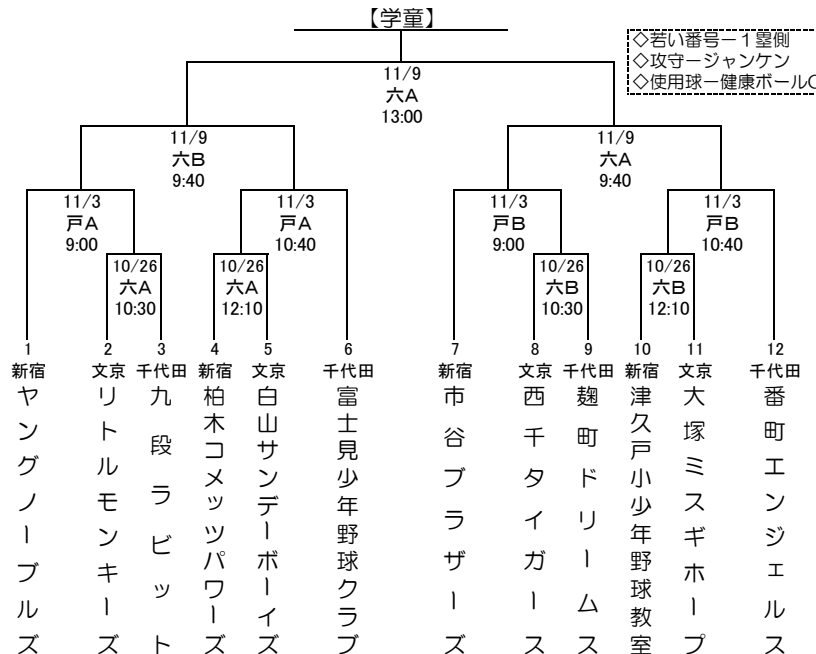 【学童】
◇若い番号－１塁側
◇攻守－ジャンケン
◇使用球－健康ボールC
11/9
六A
13:00
11/9
六B
9:40
11/9
六A
9:40
11/3
戸A
9:00
11/3
戸A
10:40
11/3
戸B
9:00
11/3
戸B
10:40
10/26
六A
10:30
10/26
六A
12:10
10/26
六B
10:30
10/26
六B
12:10
1
新宿
ヤングノーブルズ
2
文京
リトルモンキーズ
3
千代田
九段ラビット
4
新宿
柏木コメッツパワーズ
5
文京
白山サンデーボーイズ
6
千代田
富士見少年野球クラブ
7
新宿
市谷ブラザーズ
8
文京
西千タイガース
9
千代田
麹町ドリームス
10
新宿
津久戸小少年野球教室
11
文京
大塚ミスギホープ
12
千代田
番町エンジェルス